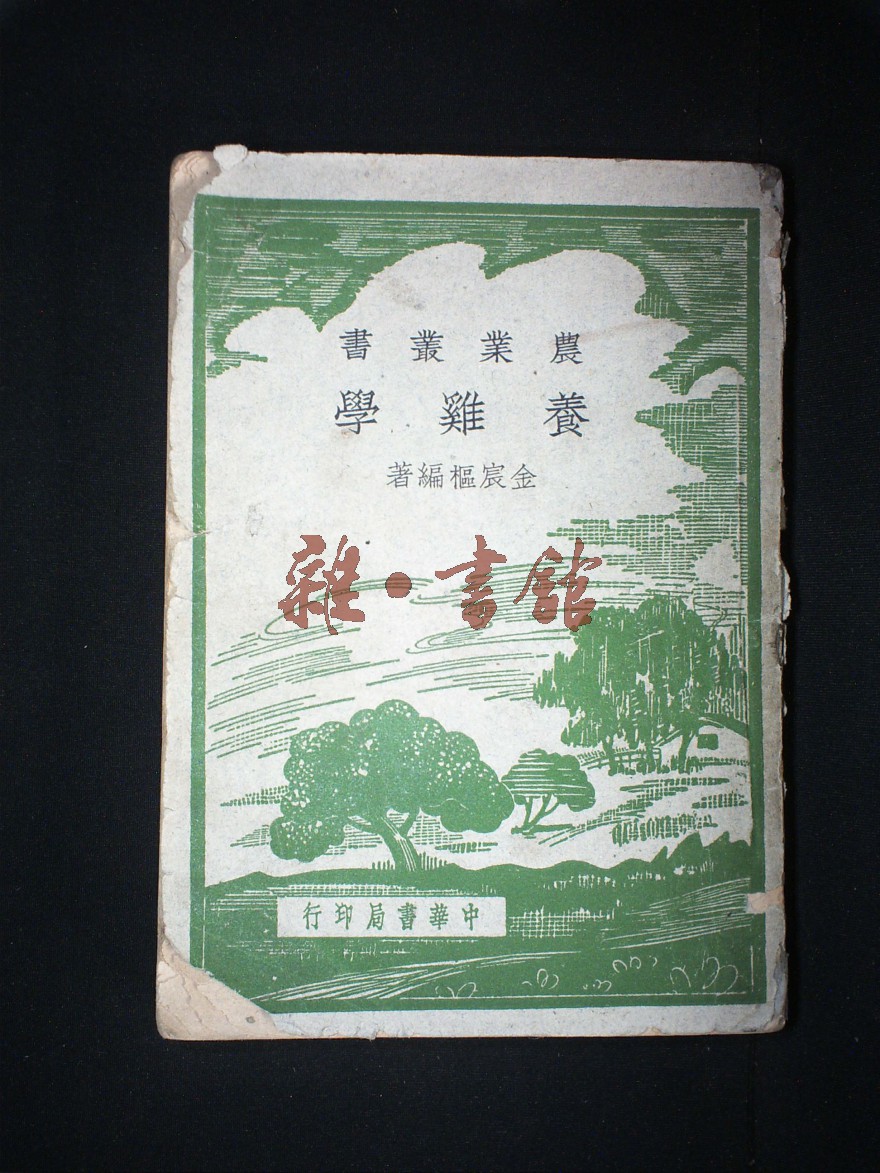 農業叢書
養雞學
金宸樞編著
雜·書館
中華書局印行